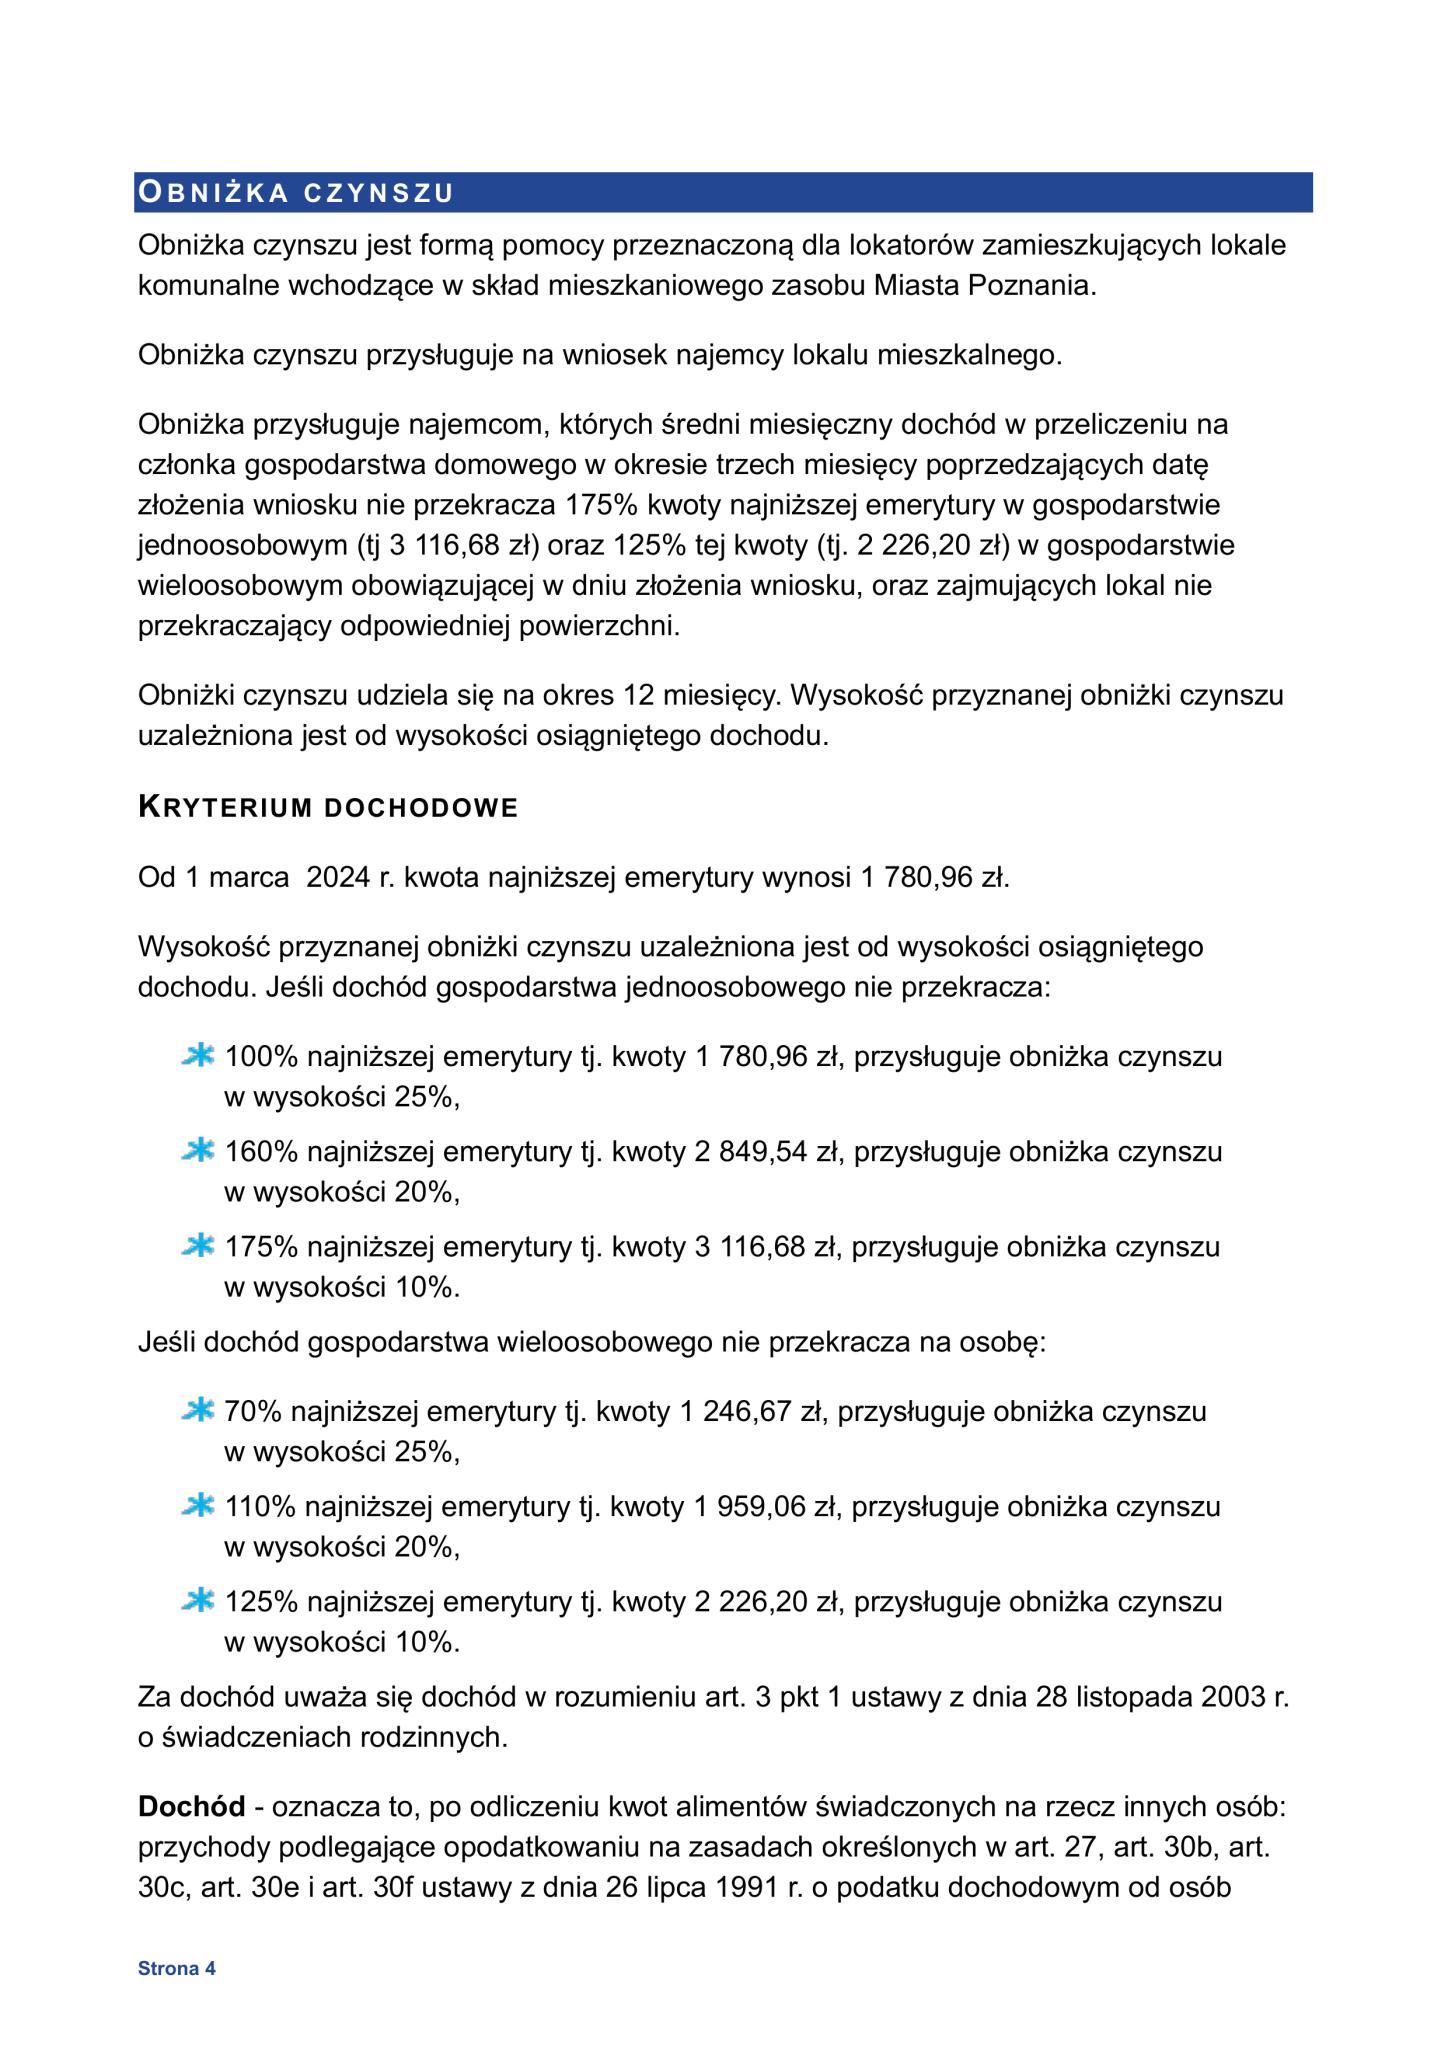 OBNIŻKA CZYNSZU
Obniżka czynszu jest formą pomocy przeznaczoną dla lokatorów zamieszkujących lokale
komunalne wchodzące w skład mieszkaniowego zasobu Miasta Poznania.
Obniżka czynszu przysługuje na wniosek najemcy lokalu mieszkalnego.
Obniżka przysługuje najemcom, których średni miesięczny dochód w przeliczeniu na
członka gospodarstwa domowego w okresie trzech miesięcy poprzedzających datę
złożenia wniosku nie przekracza 175% kwoty najniższej emerytury w gospodarstwie
jednoosobowym (tj 3 116,68 zł) oraz 125% tej kwoty (tj. 2 226,20 zł) w gospodarstwie
wieloosobowym obowiązującej w dniu złożenia wniosku, oraz zajmujących lokal nie
przekraczający odpowiedniej powierzchni.
Obniżki czynszu udziela się na okres 12 miesięcy. Wysokość przyznanej obniżki czynszu
uzależniona jest od wysokości osiągniętego dochodu.
KRYTERIUM DOCHODOWE
Od 1 marca  2024 r. kwota najniższej emerytury wynosi 1 780,96 zł.
Wysokość przyznanej obniżki czynszu uzależniona jest od wysokości osiągniętego
dochodu. Jeśli dochód gospodarstwa jednoosobowego nie przekracza:
100% najniższej emerytury tj. kwoty 1 780,96 zł, przysługuje obniżka czynszu
w wysokości 25%,
160% najniższej emerytury tj. kwoty 2 849,54 zł, przysługuje obniżka czynszu
w wysokości 20%,
175% najniższej emerytury tj. kwoty 3 116,68 zł, przysługuje obniżka czynszu
w wysokości 10%.
Jeśli dochód gospodarstwa wieloosobowego nie przekracza na osobę:
70% najniższej emerytury tj. kwoty 1 246,67 zł, przysługuje obniżka czynszu
w wysokości 25%,
110% najniższej emerytury tj. kwoty 1 959,06 zł, przysługuje obniżka czynszu
w wysokości 20%,
125% najniższej emerytury tj. kwoty 2 226,20 zł, przysługuje obniżka czynszu
w wysokości 10%.
Za dochód uważa się dochód w rozumieniu art. 3 pkt 1 ustawy z dnia 28 listopada 2003 r.
o świadczeniach rodzinnych.
Dochód - oznacza to, po odliczeniu kwot alimentów świadczonych na rzecz innych osób:
przychody podlegające opodatkowaniu na zasadach określonych w art. 27, art. 30b, art.
30c, art. 30e i art. 30f ustawy z dnia 26 lipca 1991 r. o podatku dochodowym od osób
Strona 4